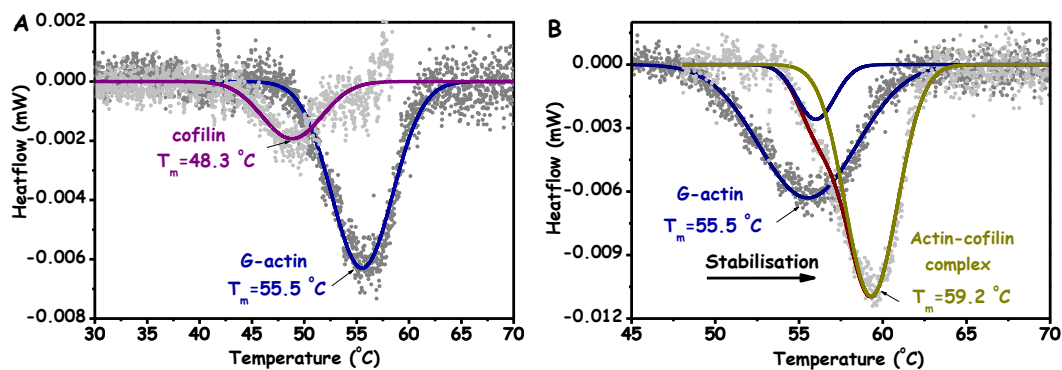 A
0.002
0.000
-0.002
-0.004
-0.006
-0.008
Heatflow (mW)
cofilin
Tm=48.3 °C
G-actin
Tm=55.5 °C
30 35 40 45 50 55 60 65 70
Temperature (°C)
B
0.000
-0.003
-0.006
-0.009
-0.012
Heatflow (mW)
G-actin
Tm=55.5 °C
Stabilisation
Actin-cofilin
complex
Tm=59.2 °C
45 50 55 60 65 70
Temperature (°C)